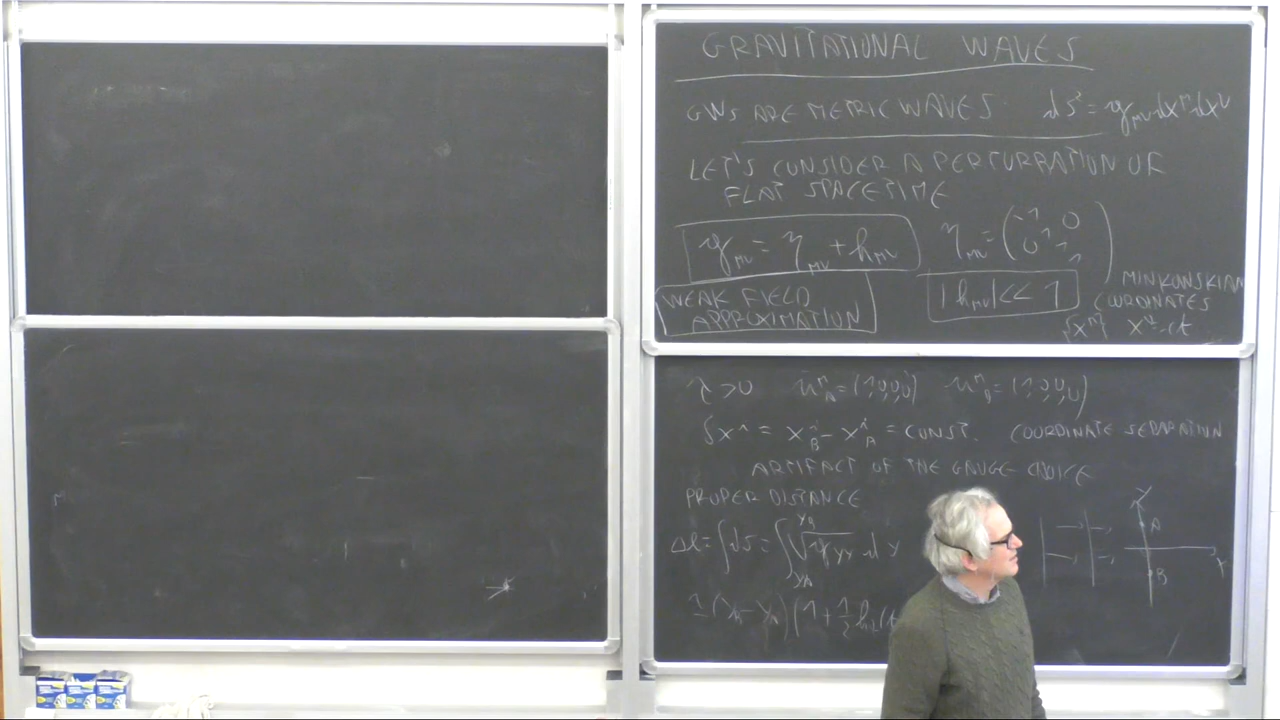 GRAVITATIONAL WAVES
GWs ARE METRIC WAVES ds² = g_μν dx^μ dx^ν
LET'S CONSIDER A PERTURBATION OF
FLAT SPACETIME
g_μν = η_μν + h_μν η_μν = (-1 0 0 1 1 1)
WEAK FIELD APPROXIMATION |h_μν| << 1
MINKOWSKIAN
COORDINATES
{x^μ} x⁰=ct
τ>0 u^μ_A = (1,0,0,0) u^μ_B = (1,0,0,0)
δx^i = x^i_B - x^i_A = CONST. COORDINATE SEPARATION
ARTIFACT OF THE GAUGE CHOICE
PROPER DISTANCE
Δl = ∫ds = ∫ √g_yy dy
y A
B x